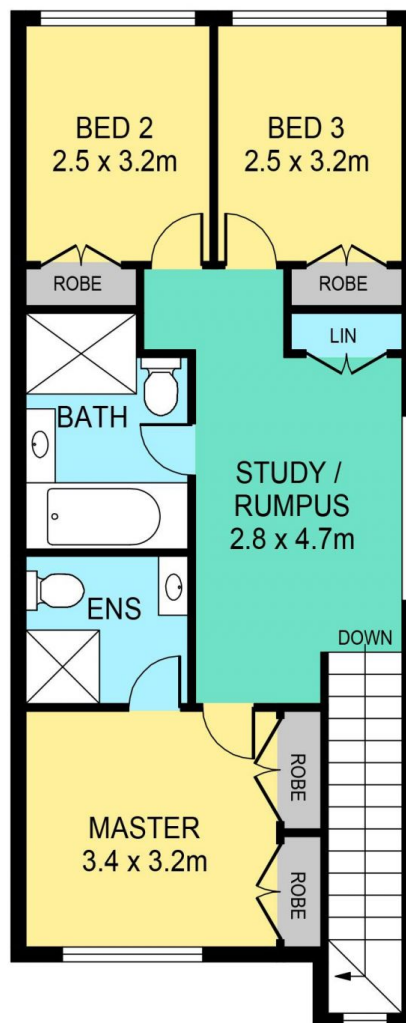 BED 2
2.5 x 3.2m
BED 3
2.5 x 3.2m
ROBE
ROBE
LIN
BATH
STUDY /
RUMPUS
2.8 x 4.7m
ENS
DOWN
MASTER
3.4 x 3.2m
ROBE
ROBE